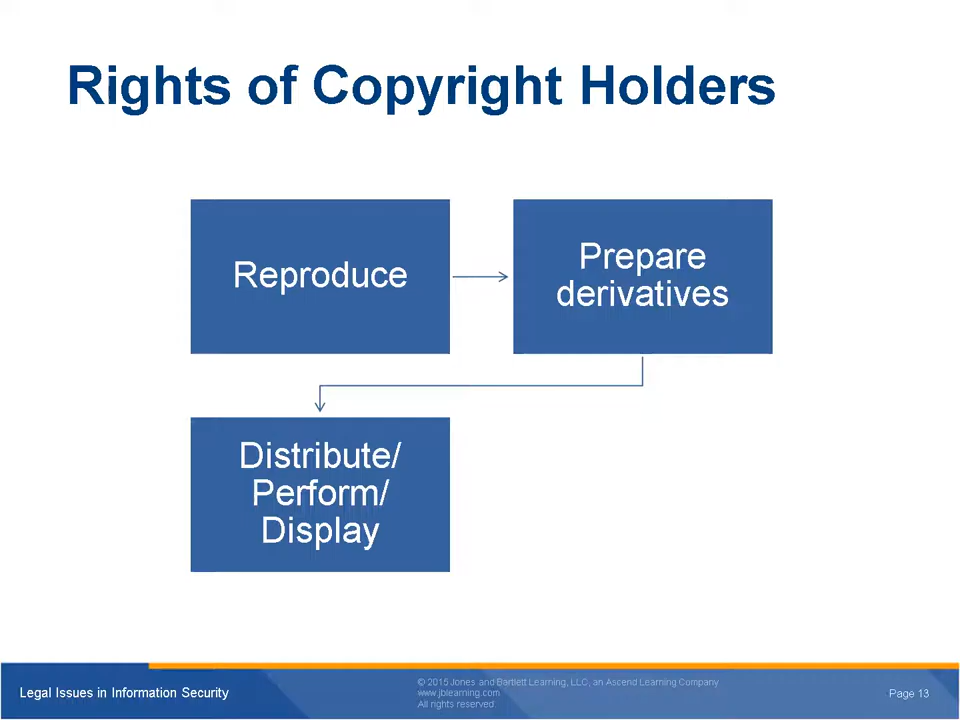 Rights of Copyright Holders
Reproduce
Prepare
derivatives
Distribute/
Perform/
Display
Legal Issues in Information Security
© 2015 Jones and Bartlett Learning, LLC, an Ascend Learning Company
www.jblearning.com
All rights reserved.
Page 13